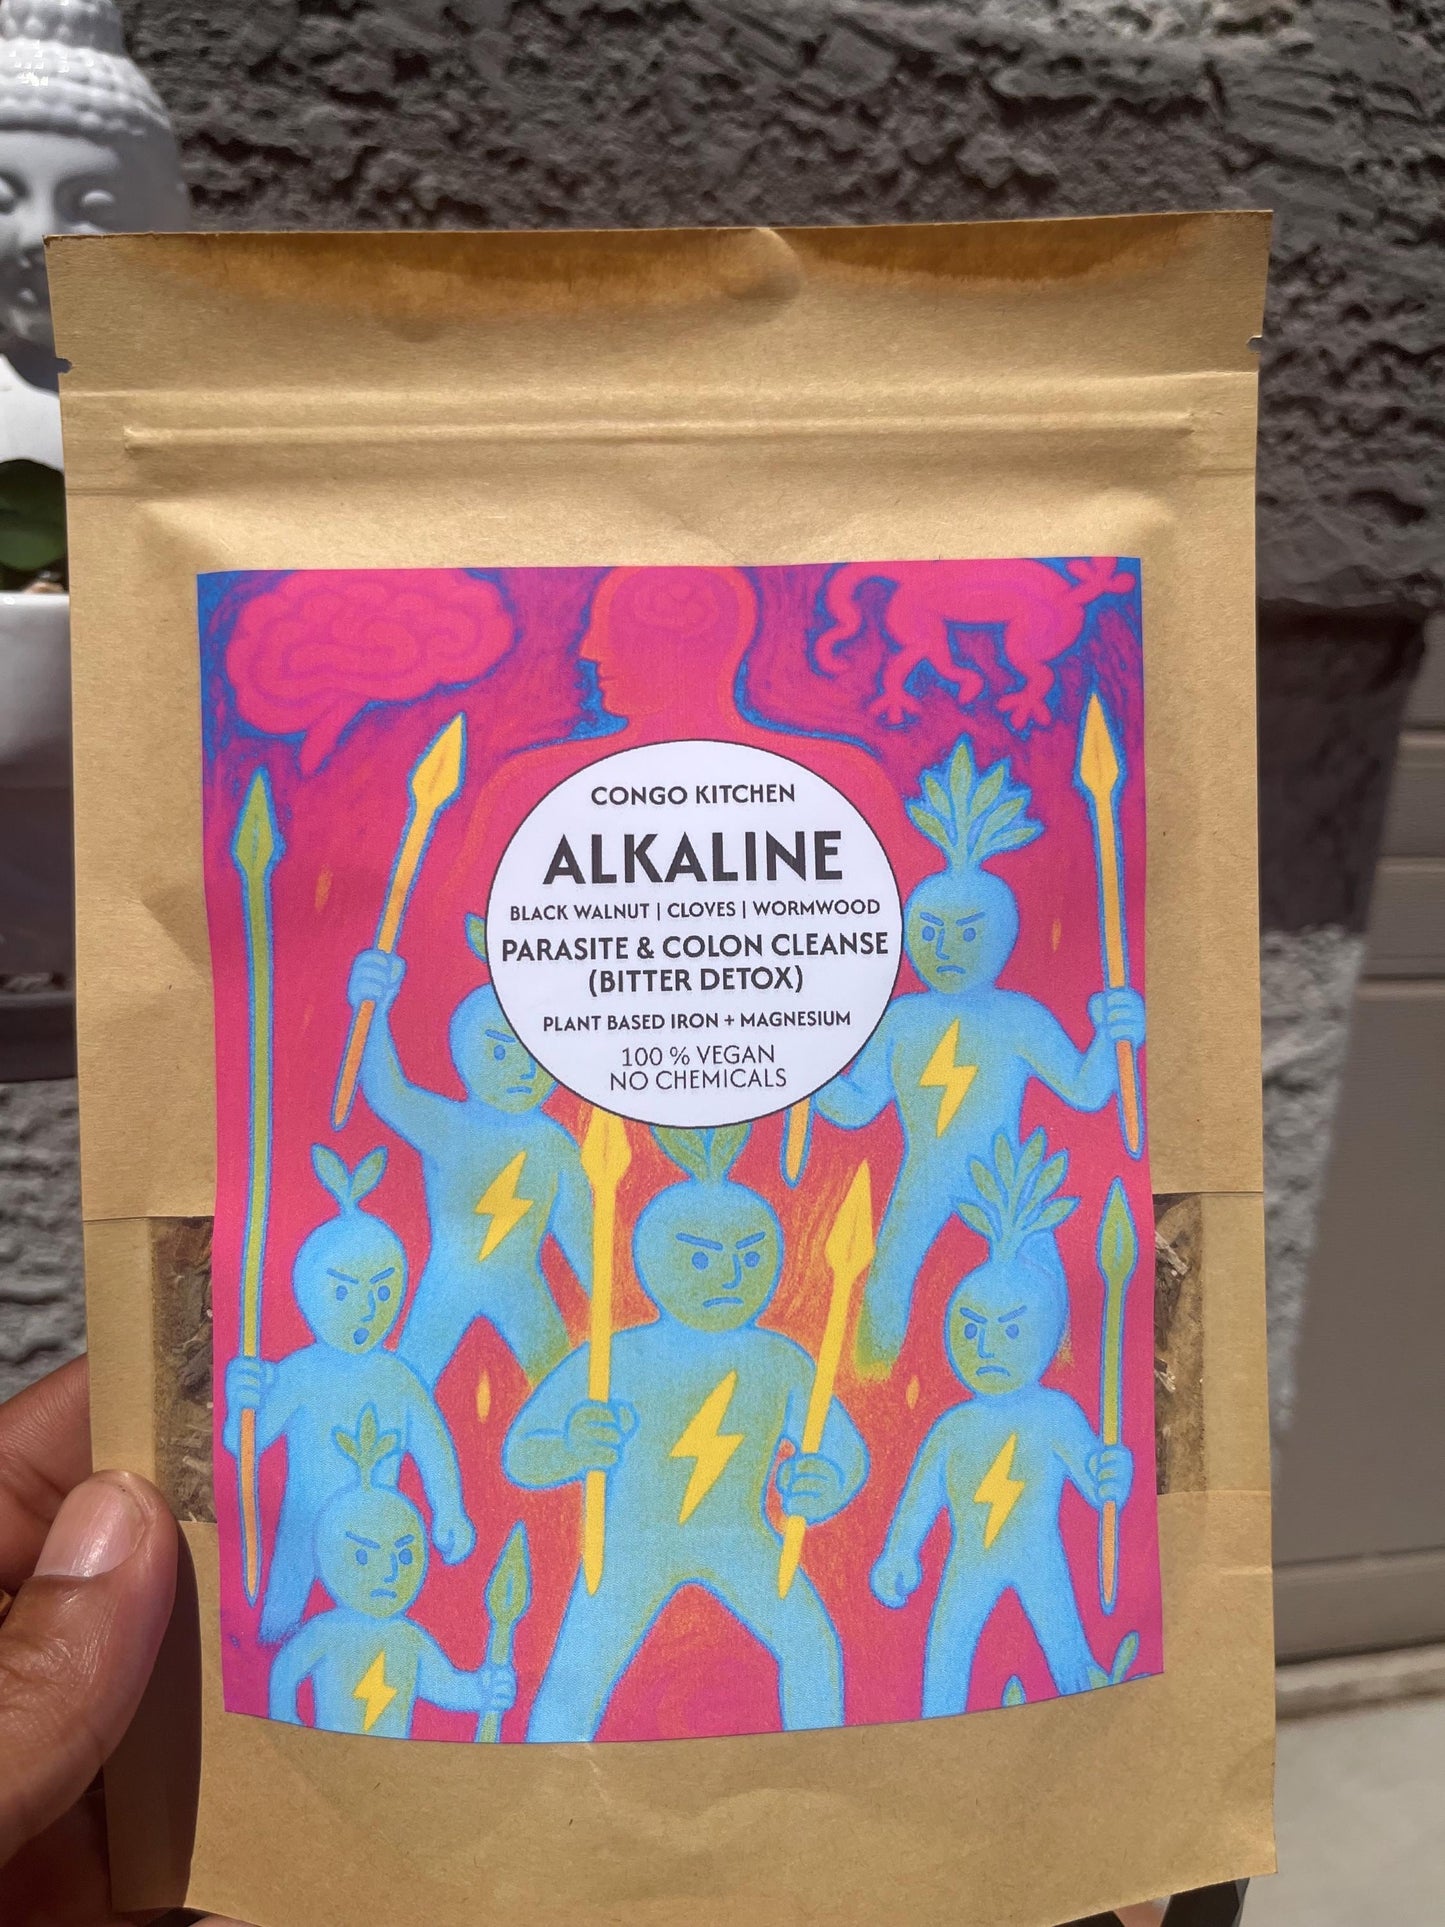 CONGO KITCHEN
ALKALINE
BLACK WALNUT | CLOVES | WORMWOOD
PARASITE & COLON CLEANSE
(BITTER DETOX)
PLANT BASED IRON + MAGNESIUM
100 % VEGAN
NO CHEMICALS